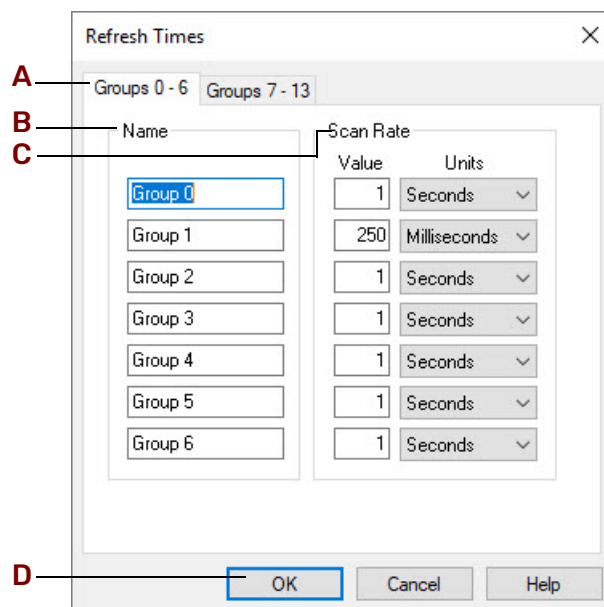 Refresh Times
A
Groups 0 - 6 Groups 7 - 13
B
Name Scan Rate
C
Value Units
Group 0 1 Seconds
Group 1 250 Milliseconds
Group 2 1 Seconds
Group 3 1 Seconds
Group 4 1 Seconds
Group 5 1 Seconds
Group 6 1 Seconds
D
OK Cancel Help